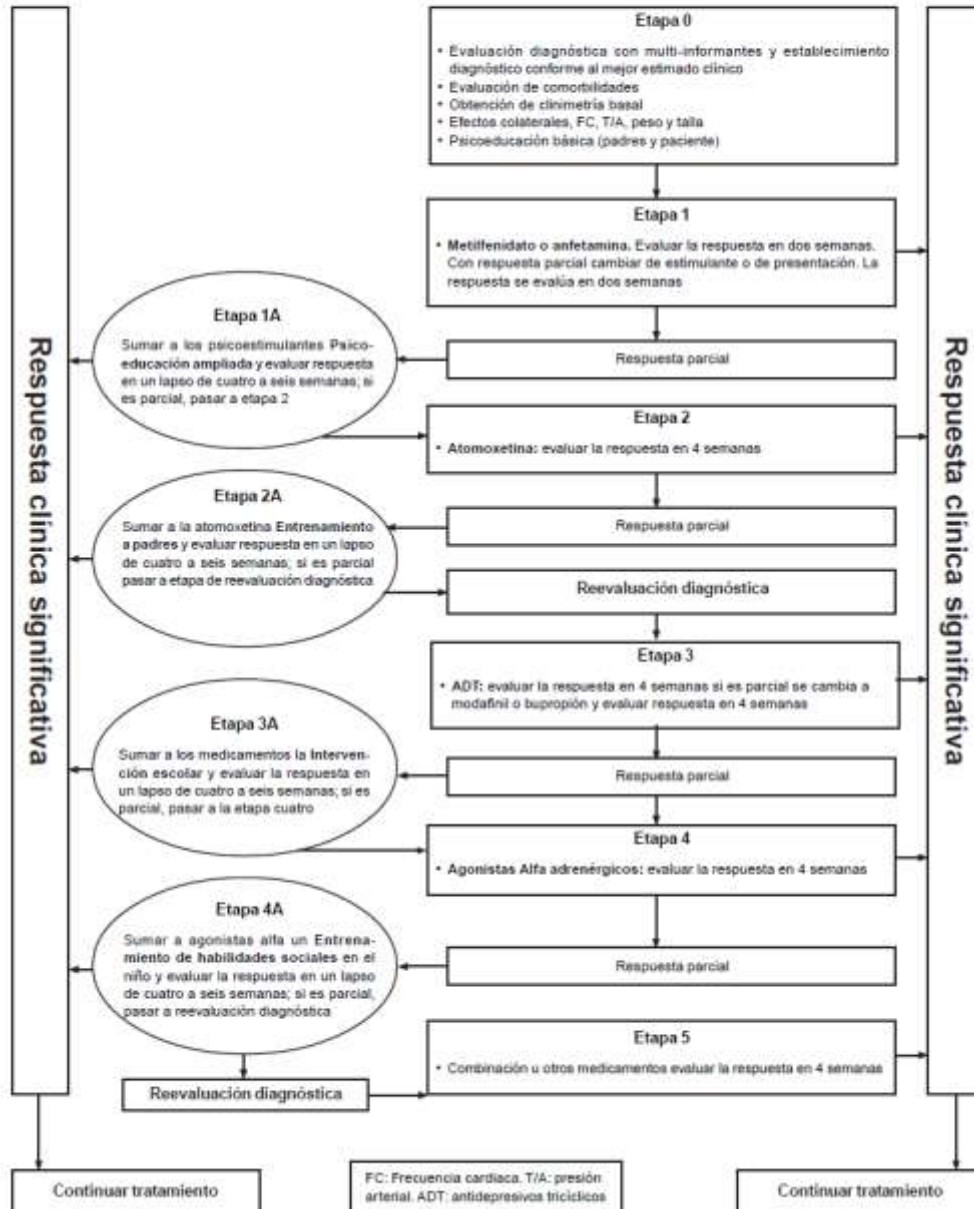 Etapa 0
• Evaluación diagnóstica con multi-informantes y establecimiento
diagnóstico conforme al mejor estimado clínico
• Evaluación de comorbilidades
• Obtención de clinimetría basal
• Efectos colaterales, FC, T/A, peso y talla
• Psicoeducación básica (padres y paciente)
Etapa 1
• Metilfenidato o anfetamina. Evaluar la respuesta en dos semanas.
Con respuesta parcial cambiar de estimulante o de presentación. La
respuesta se evalúa en dos semanas
Etapa 1A
Sumar a los psicoestimulantes Psico-
educación ampliada y evaluar respuesta
en un lapso de cuatro a seis semanas; si
es parcial, pasar a etapa 2
Respuesta parcial
Etapa 2
• Atomoxetina: evaluar la respuesta en 4 semanas
Etapa 2A
Sumar a la atomoxetina Entrenamiento
a padres y evaluar respuesta en un lapso
de cuatro a seis semanas; si es parcial
pasar a etapa de reevaluación diagnóstica
Respuesta parcial
Reevaluación diagnóstica
Etapa 3
• ADT: evaluar la respuesta en 4 semanas si es parcial se cambia a
modafinil o bupropión y evaluar respuesta en 4 semanas
Etapa 3A
Sumar a los medicamentos la Interven-
ción escolar y evaluar la respuesta en
un lapso de cuatro a seis semanas; si es
parcial, pasar a la etapa cuatro
Respuesta parcial
Etapa 4
• Agonistas Alfa adrenérgicos: evaluar la respuesta en 4 semanas
Etapa 4A
Sumar a agonistas alfa un Entrena-
miento de habilidades sociales en el
niño y evaluar la respuesta en un lapso
de cuatro a seis semanas; si es parcial,
pasar a reevaluación diagnóstica
Respuesta parcial
Etapa 5
• Combinación u otros medicamentos evaluar la respuesta en 4 semanas
Reevaluación diagnóstica
Respuesta clínica significativa
Respuesta clínica significativa
Continuar tratamiento
FC: Frecuencia cardiaca. T/A: presión
arterial. ADT: antidepresivos tricíclicos
Continuar tratamiento